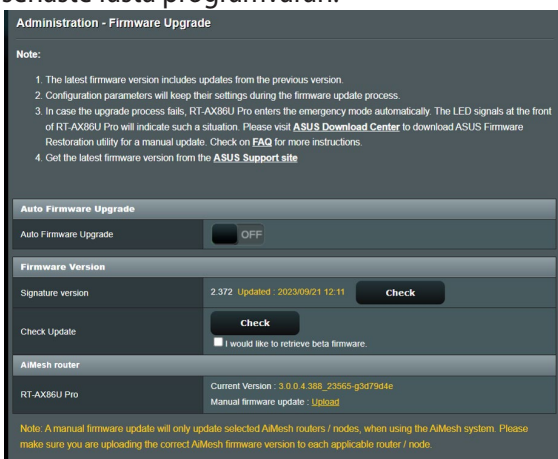 senaste fasta programvaran.
Administration - Firmware Upgrade
Note:
1. The latest firmware version includes updates from the previous version.
2. Configuration parameters will keep their settings during the firmware update process.
3. In case the upgrade process fails, RT-AX86U Pro enters the emergency mode automatically. The LED signals at the front
of RT-AX86U Pro will indicate such a situation. Please visit ASUS Download Center to download ASUS Firmware
Restoration utility for a manual update. Check on FAQ for more instructions.
4. Get the latest firmware version from the ASUS Support site
Auto Firmware Upgrade
Auto Firmware Upgrade OFF
Firmware Version
Signature version 2.372 Updated : 2023/09/21 12:11 Check
Check Update Check
I would like to retrieve beta firmware.
AiMesh router
RT-AX86U Pro Current Version : 3.0.0.4.388_23565-g3d79d4e
Manual firmware update : Upload
Note: A manual firmware update will only update selected AiMesh routers / nodes, when using the AiMesh system. Please
make sure you are uploading the correct AiMesh firmware version to each applicable router / node.